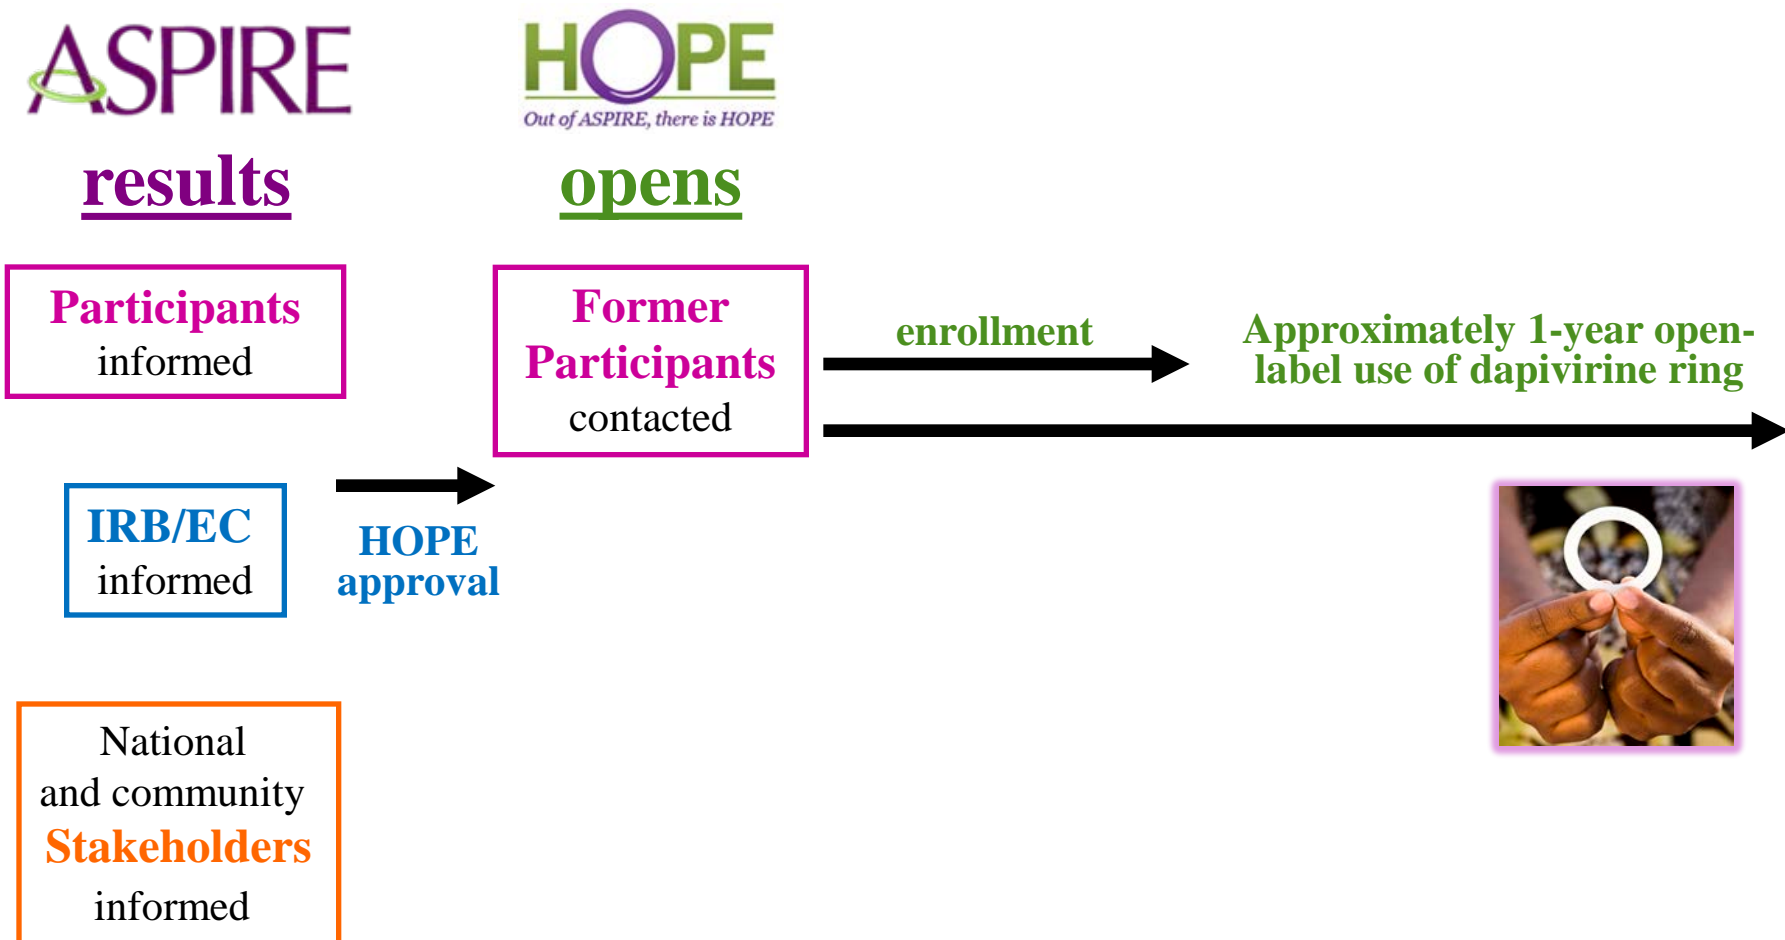 ASPIRE
results
HOPE
Out of ASPIRE, there is HOPE
opens
Participants
informed
IRB/EC
informed
HOPE
approval
National
and community
Stakeholders
informed
Former
Participants
contacted
enrollment
Approximately 1-year open-
label use of dapivirine ring